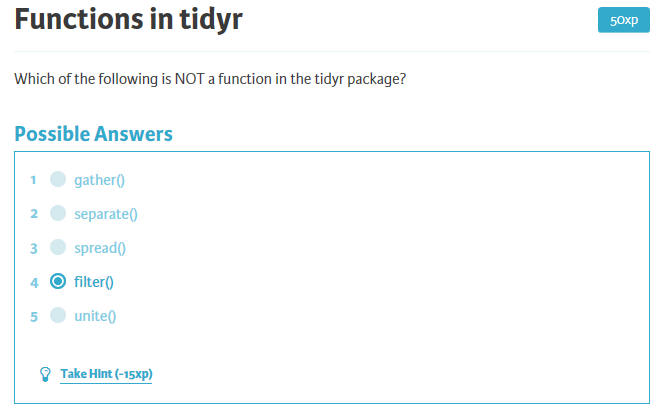 Functions in tidyr
50xp
Which of the following is NOT a function in the tidyr package?
Possible Answers
1 gather()
2 separate()
3 spread()
4 filter()
5 unite()
Take Hint (-15xp)